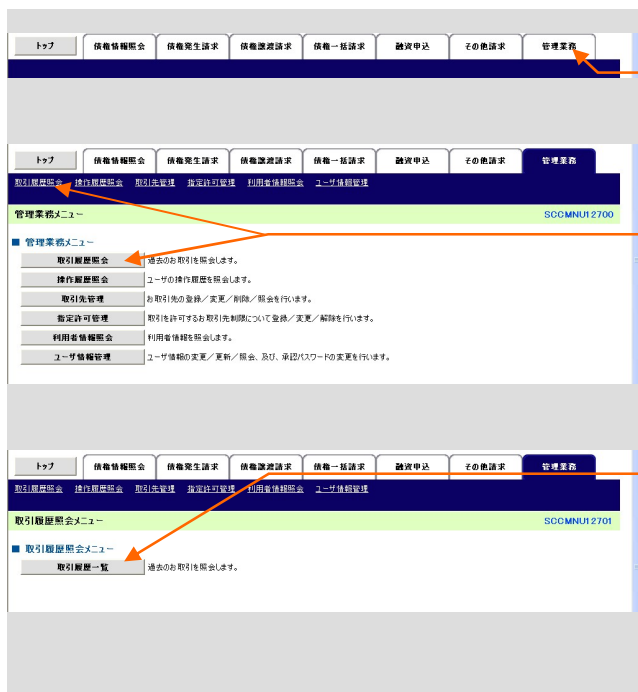 トップ 債権情報照会 債権発生請求 債権譲渡請求 債権一括請求 融資申込 その他請求 管理業務
トップ 債権情報照会 債権発生請求 債権譲渡請求 債権一括請求 融資申込 その他請求 管理業務
取引履歴照会 操作履歴照会 取引先管理 指定許可管理 利用者情報照会 ユーザ情報管理
管理業務メニュー SCCMNU12700
■ 管理業務メニュー
取引履歴照会 過去のお取引を照会します。
操作履歴照会 ユーザの操作履歴を照会します。
取引先管理 お取引先の登録／変更／削除／照会を行います。
指定許可管理 取引を許可するお取引先制限について登録／変更／解除を行います。
利用者情報照会 利用者情報を照会します。
ユーザ情報管理 ユーザ情報の変更／更新／照会、及び、承認パスワードの変更を行います。
トップ 債権情報照会 債権発生請求 債権譲渡請求 債権一括請求 融資申込 その他請求 管理業務
取引履歴照会 操作履歴照会 取引先管理 指定許可管理 利用者情報照会 ユーザ情報管理
取引履歴照会メニュー SCCMNU12701
■ 取引履歴照会メニュー
取引履歴一覧 過去のお取引を照会します。